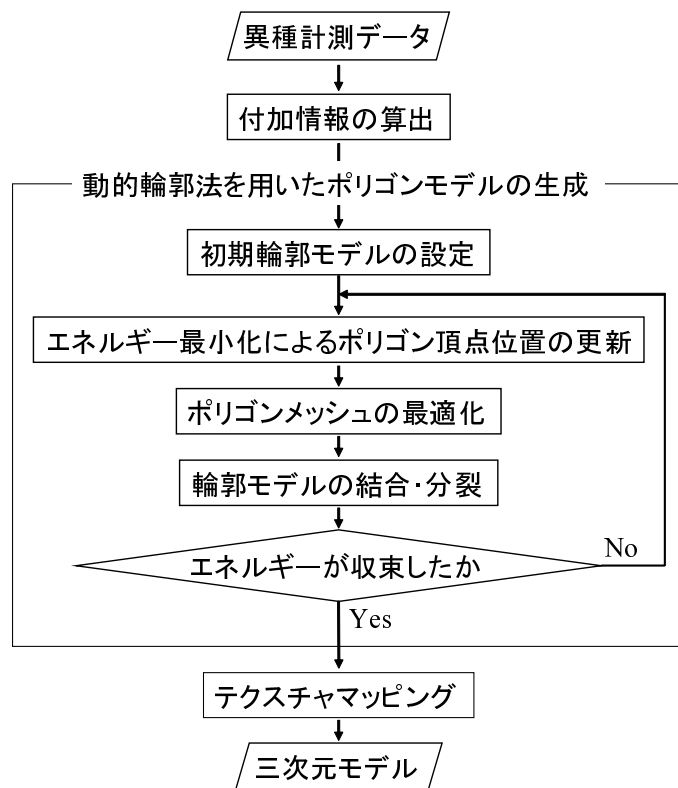 異種計測データ
付加情報の算出
動的輪郭法を用いたポリゴンモデルの生成
初期輪郭モデルの設定
エネルギー最小化によるポリゴン頂点位置の更新
ポリゴンメッシュの最適化
輪郭モデルの結合・分裂
エネルギーが収束したか
No
Yes
テクスチャマッピング
三次元モデル